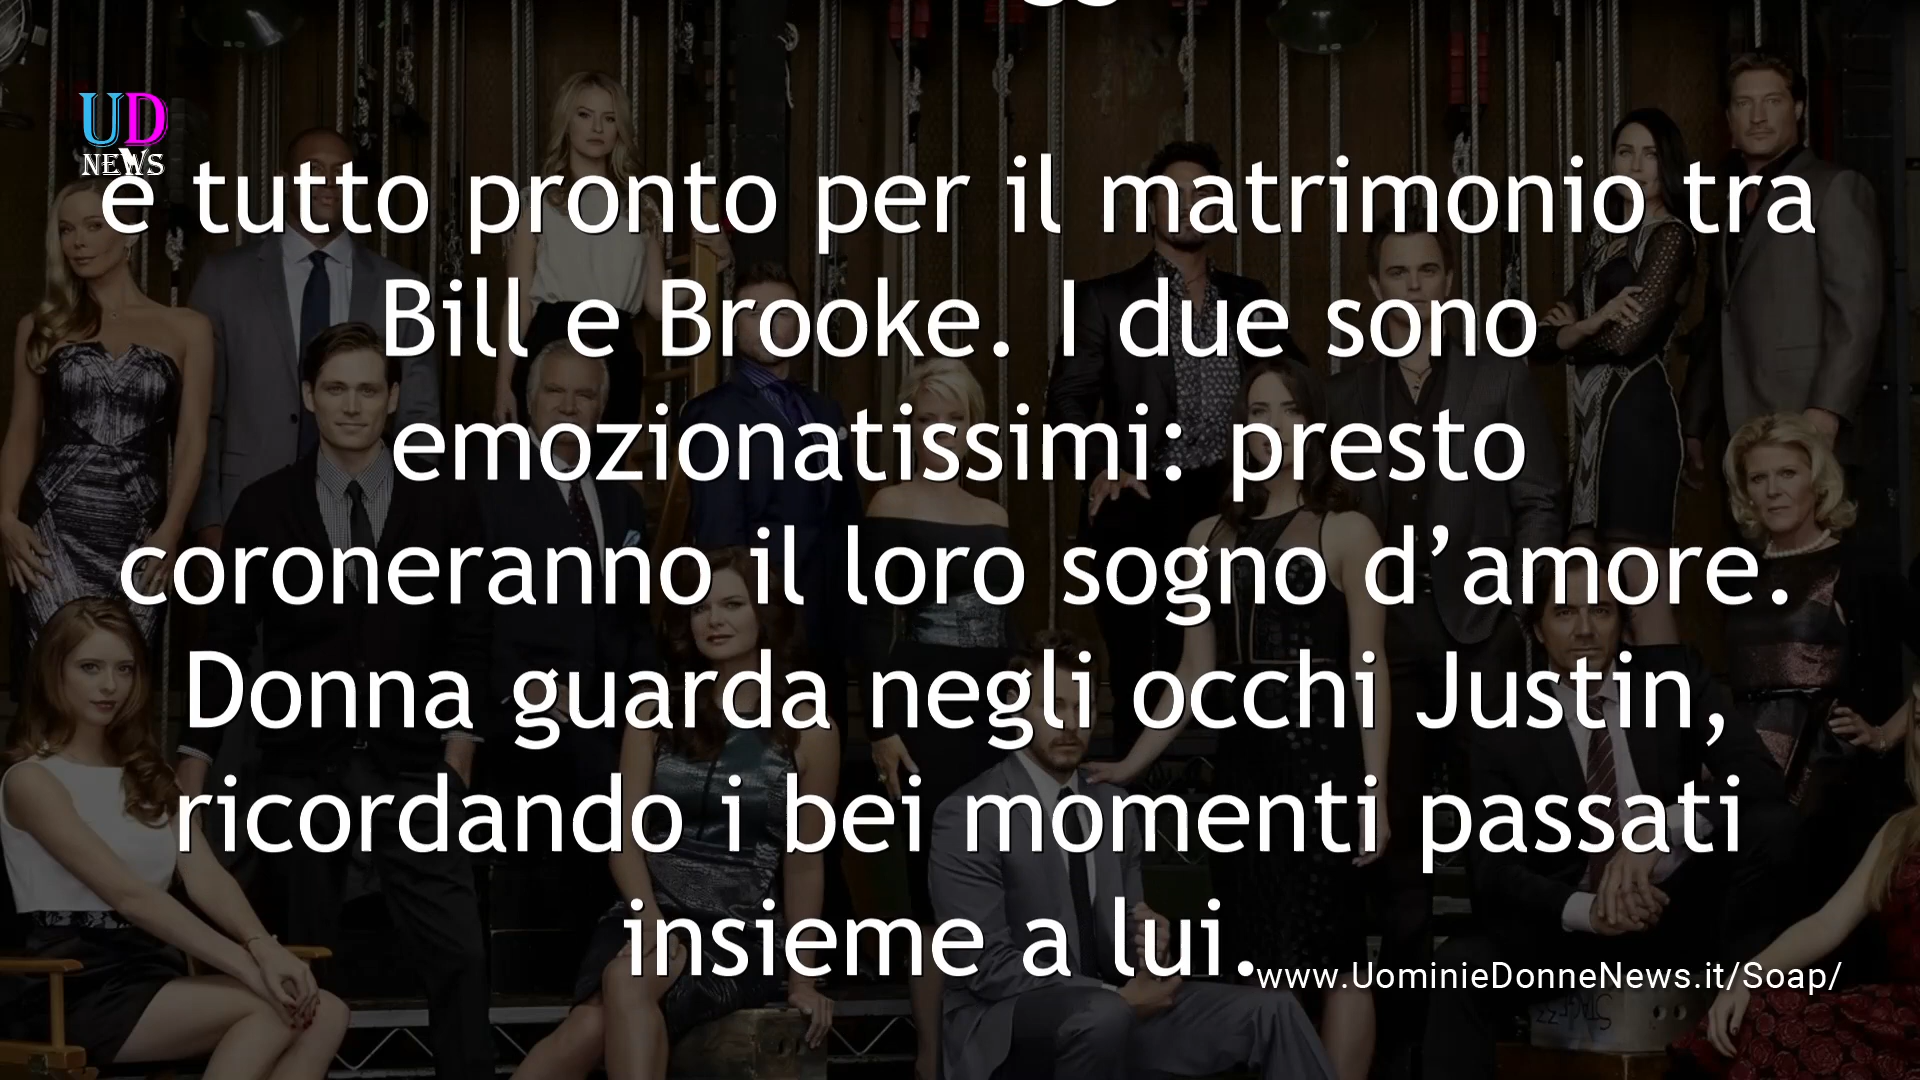 UD
NEWS
è tutto pronto per il matrimonio tra
Bill e Brooke. I due sono
emozionatissimi: presto
coroneranno il loro sogno d’amore.
Donna guarda negli occhi Justin,
ricordando i bei momenti passati
insieme a lui.
www.UominieDonneNews.it/Soap/